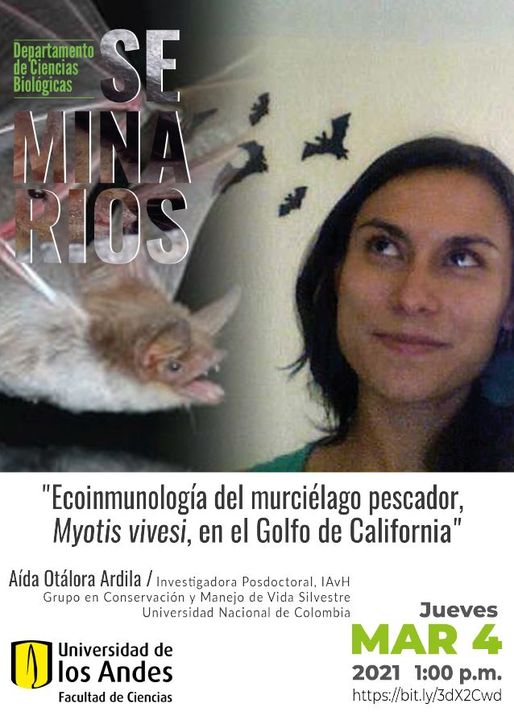 Departamento
de Ciencias
Biológicas
SE
MINA
RIOS
"Ecoinmunología del murciélago pescador,
Myotis vivesi, en el Golfo de California"
Aída Otálora Ardila / Investigadora Posdoctoral, IAvH
Grupo en Conservación y Manejo de Vida Silvestre
Universidad Nacional de Colombia
Jueves
MAR 4
2021 1:00 p.m.
https://bit.ly/3dX2Cwd
Universidad de
los Andes
Facultad de Ciencias